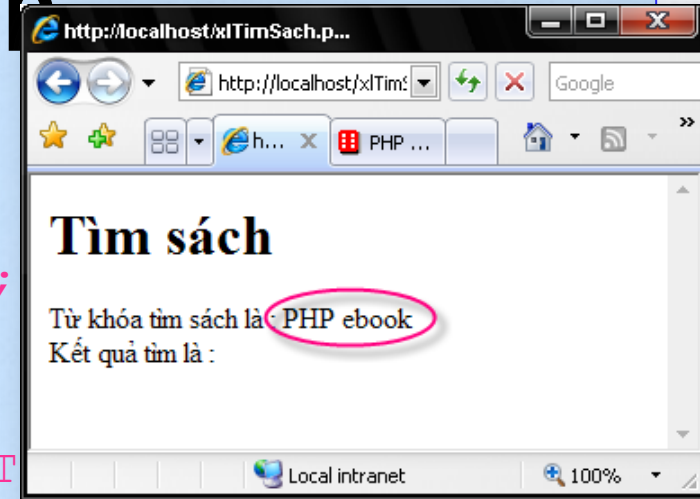 http://localhost/xlTimSach.p...
http://localhost/xlTim
Google
h...
PHP ...
Tìm sách
Từ khóa tìm sách là : PHP ebook
Kết quả tìm là :
T
Local intranet
100%